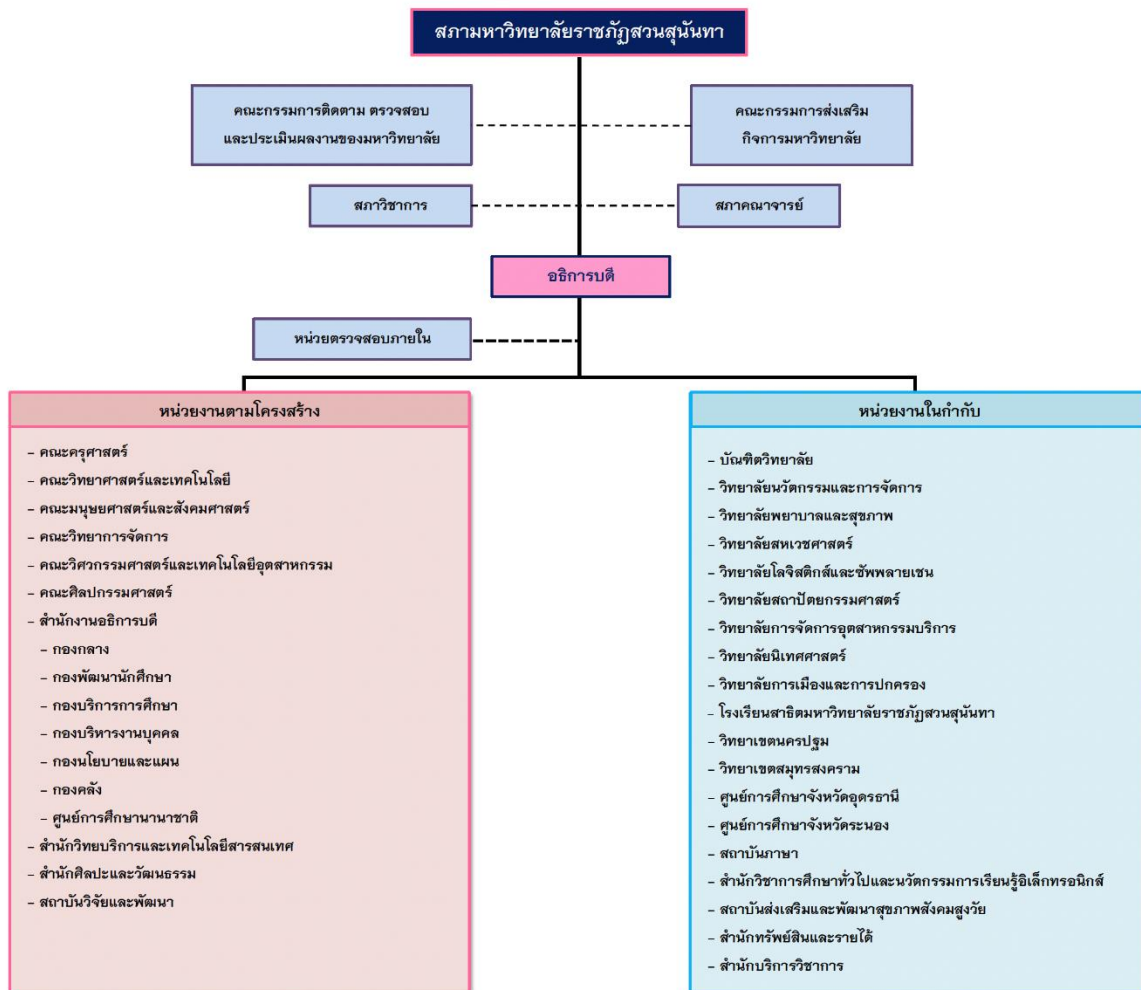 สภามหาวิทยาลัยราชภัฏสวนสุนันทา
คณะกรรมการติดตาม ตรวจสอบ
และประเมินผลงานของมหาวิทยาลัย
คณะกรรมการส่งเสริม
กิจการมหาวิทยาลัย
สภาวิชาการ
สภาคณาจารย์
อธิการบดี
หน่วยตรวจสอบภายใน
หน่วยงานตามโครงสร้าง
– คณะครุศาสตร์
– คณะวิทยาศาสตร์และเทคโนโลยี
– คณะมนุษยศาสตร์และสังคมศาสตร์
– คณะวิทยาการจัดการ
– คณะวิศวกรรมศาสตร์และเทคโนโลยีอุตสาหกรรม
– คณะศิลปกรรมศาสตร์
– สำนักงานอธิการบดี
– กองกลาง
– กองพัฒนานักศึกษา
– กองบริการการศึกษา
– กองบริหารงานบุคคล
– กองนโยบายและแผน
– กองคลัง
– ศูนย์การศึกษานานาชาติ
– สำนักวิทยบริการและเทคโนโลยีสารสนเทศ
– สำนักศิลปะและวัฒนธรรม
– สถาบันวิจัยและพัฒนา
หน่วยงานในกำกับ
– บัณฑิตวิทยาลัย
– วิทยาลัยนวัตกรรมและการจัดการ
– วิทยาลัยพยาบาลและสุขภาพ
– วิทยาลัยสหเวชศาสตร์
– วิทยาลัยโลจิสติกส์และซัพพลายเชน
– วิทยาลัยสถาปัตยกรรมศาสตร์
– วิทยาลัยการจัดการอุตสาหกรรมบริการ
– วิทยาลัยนิเทศศาสตร์
– วิทยาลัยการเมืองและการปกครอง
– โรงเรียนสาธิตมหาวิทยาลัยราชภัฏสวนสุนันทา
– วิทยาเขตนครปฐม
– วิทยาเขตสมุทรสงคราม
– ศูนย์การศึกษาจังหวัดอุดรธานี
– ศูนย์การศึกษาจังหวัดระนอง
– สถาบันภาษา
– สำนักวิชาการศึกษาทั่วไปและนวัตกรรมการเรียนรู้อิเล็กทรอนิกส์
– สถาบันส่งเสริมและพัฒนาสุขภาพสังคมสูงวัย
– สำนักทรัพย์สินและรายได้
– สำนักบริการวิชาการ